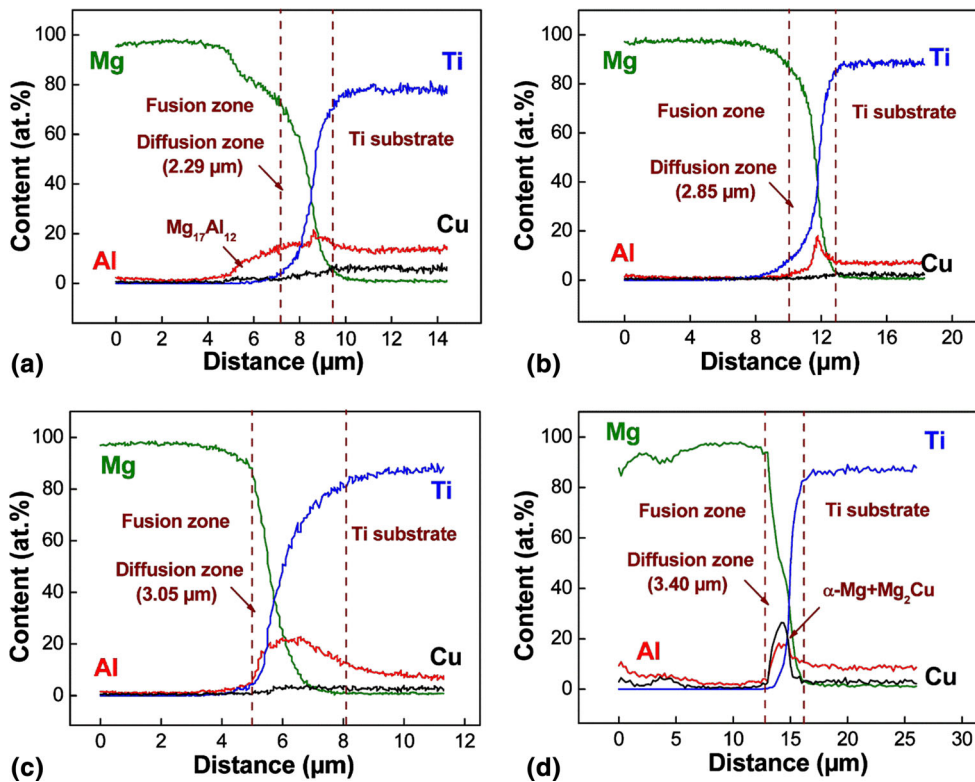 100
80
60
40
20
0
Content (at.%)
Mg
Ti
Fusion zone
Diffusion zone
(2.29 µm)
Ti substrate
Mg₁₇Al₁₂
Al
Cu
0 2 4 6 8 10 12 14
Distance (µm)
(a)
100
80
60
40
20
0
Content (at.%)
Mg
Ti
Fusion zone
Ti substrate
Diffusion zone
(2.85 µm)
Al
Cu
0 4 8 12 16 20
Distance (µm)
(b)
100
80
60
40
20
0
Content (at.%)
Mg
Ti
Fusion zone
Ti substrate
Diffusion zone
(3.05 µm)
Al
Cu
0 2 4 6 8 10 12
Distance (µm)
(c)
100
80
60
40
20
0
Content (at.%)
Mg
Ti
Fusion zone
Ti substrate
Diffusion zone
(3.40 µm)
α-Mg+Mg₂Cu
Al
Cu
0 5 10 15 20 25 30
Distance (µm)
(d)